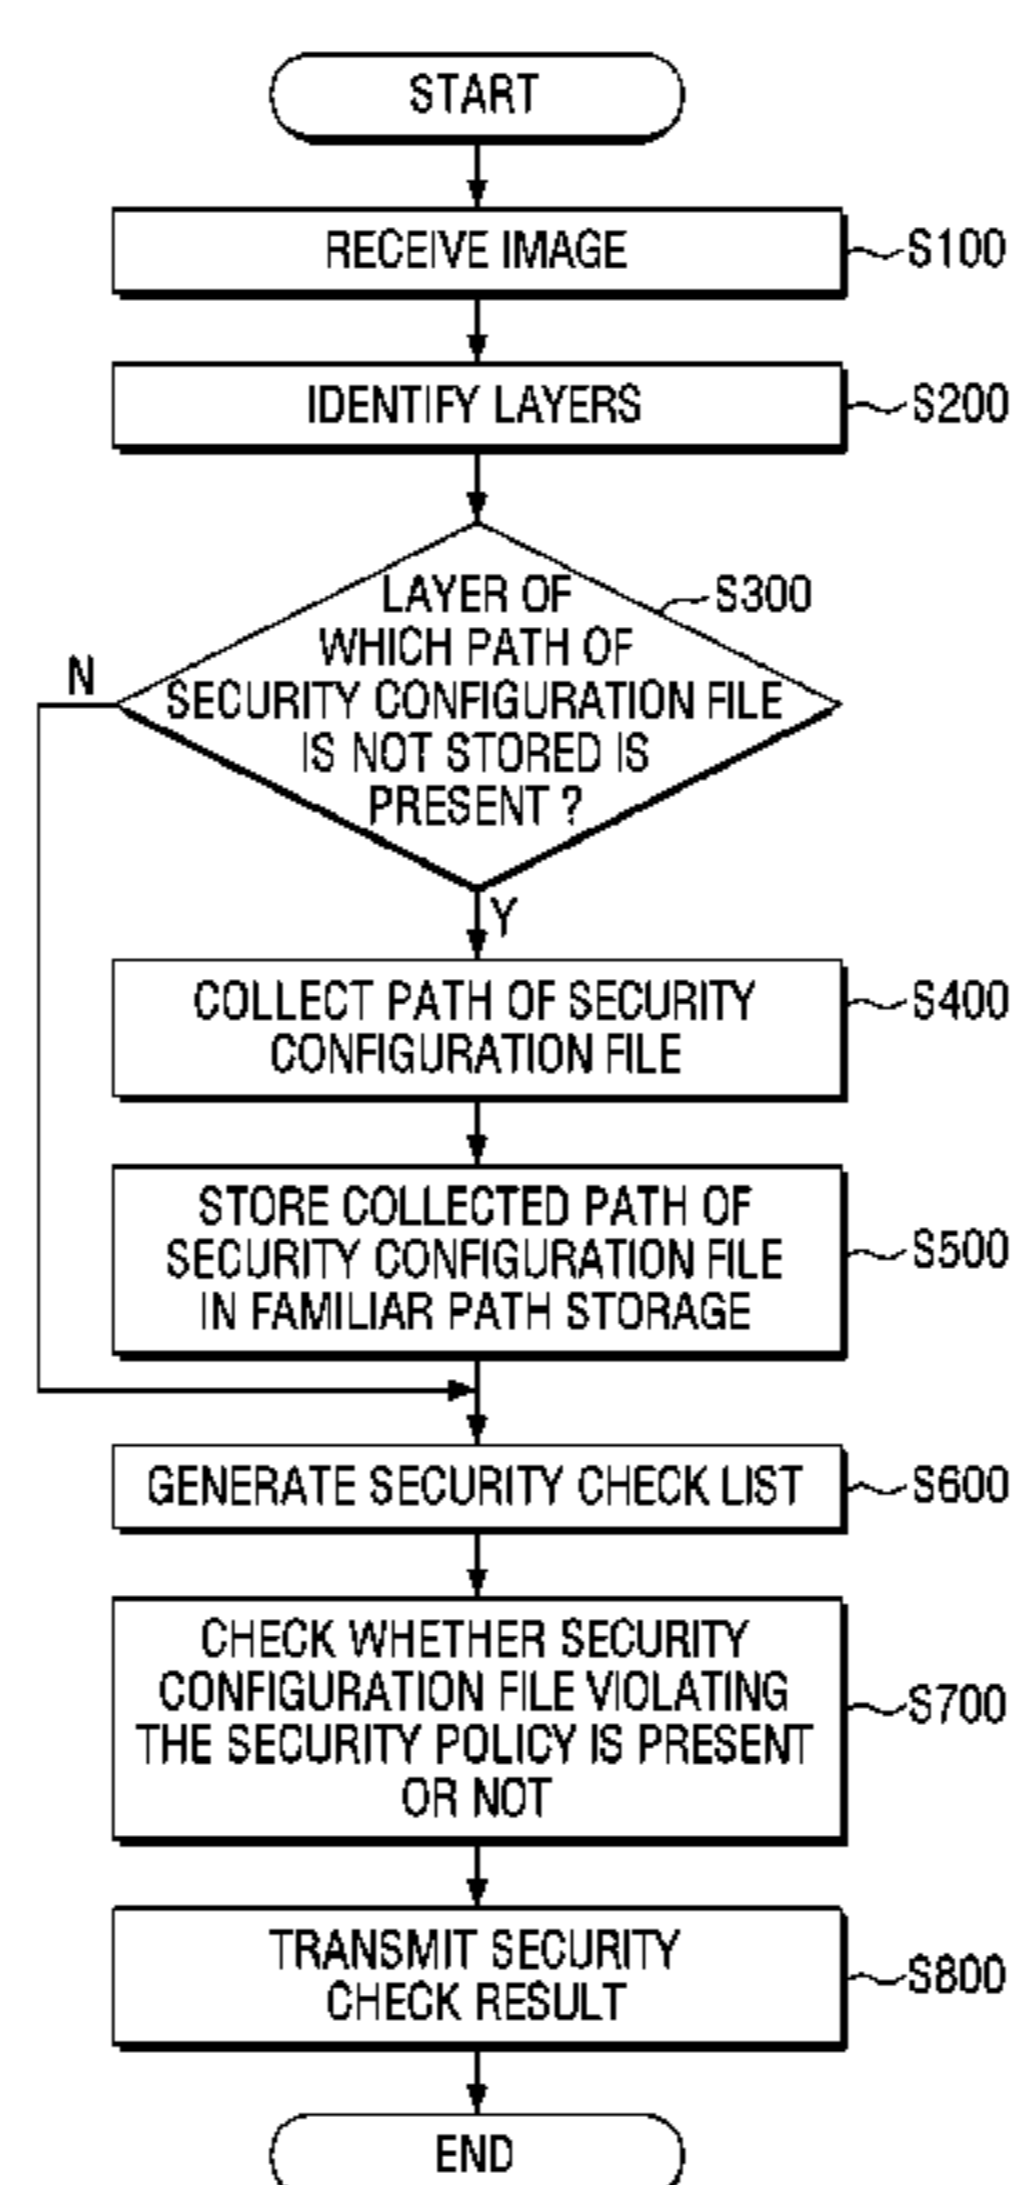 START
RECEIVE IMAGE
S100
IDENTIFY LAYERS
S200
LAYER OF
WHICH PATH OF
SECURITY CONFIGURATION FILE
IS NOT STORED IS
PRESENT ?
S300
N
Y
COLLECT PATH OF SECURITY
CONFIGURATION FILE
S400
STORE COLLECTED PATH OF
SECURITY CONFIGURATION FILE
IN FAMILIAR PATH STORAGE
S500
GENERATE SECURITY CHECK LIST
S600
CHECK WHETHER SECURITY
CONFIGURATION FILE VIOLATING
THE SECURITY POLICY IS PRESENT
OR NOT
S700
TRANSMIT SECURITY
CHECK RESULT
S800
END